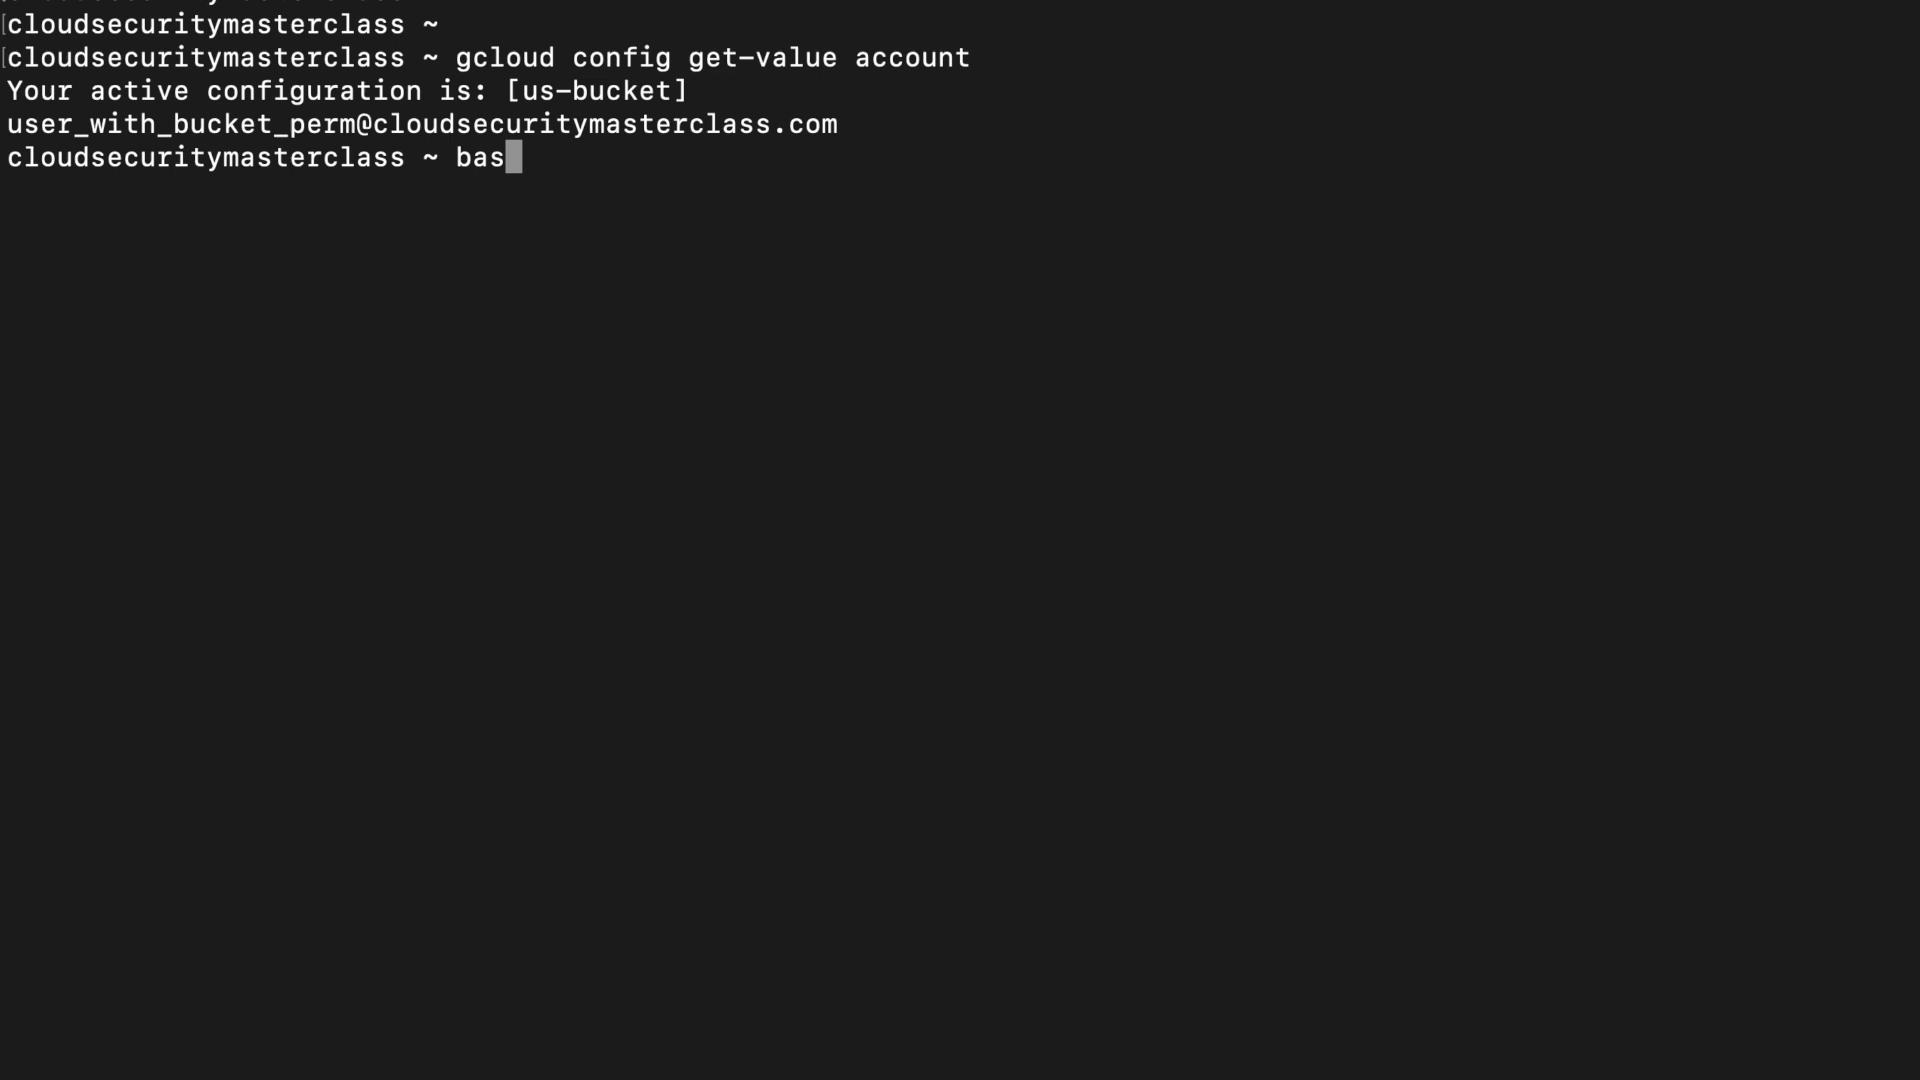 cloudsecuritymasterclass ~
cloudsecuritymasterclass ~ gcloud config get-value account
Your active configuration is: [us-bucket]
user_with_bucket_perm@cloudsecuritymasterclass.com
cloudsecuritymasterclass ~ bas